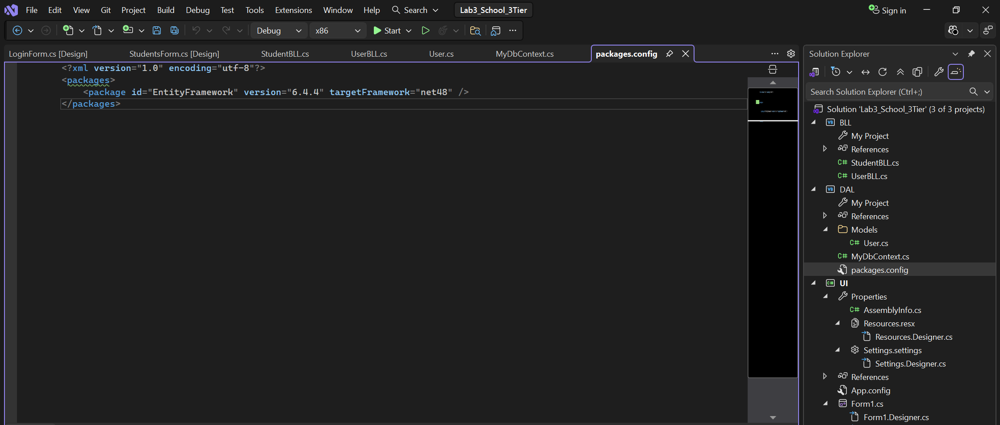 File Edit View Git Project Build Debug Test Tools Extensions Window Help Search Lab3_School_3Tier Sign in
Debug x86 Start
LoginForm.cs [Design] StudentsForm.cs [Design] StudentBLL.cs UserBLL.cs User.cs MyDbContext.cs packages.config
<?xml version="1.0" encoding="utf-8"?>
<packages>
<package id="EntityFramework" version="6.4.4" targetFramework="net48" />
</packages>
Solution Explorer
Search Solution Explorer (Ctrl+;)
Solution 'Lab3_School_3Tier' (3 of 3 projects)
VB BLL
My Project
References
C# StudentBLL.cs
C# UserBLL.cs
VB DAL
My Project
References
Models
C# User.cs
C# MyDbContext.cs
packages.config
C# UI
Properties
C# AssemblyInfo.cs
Resources.resx
Resources.Designer.cs
Settings.settings
Settings.Designer.cs
References
App.config
Form1.cs
Form1.Designer.cs